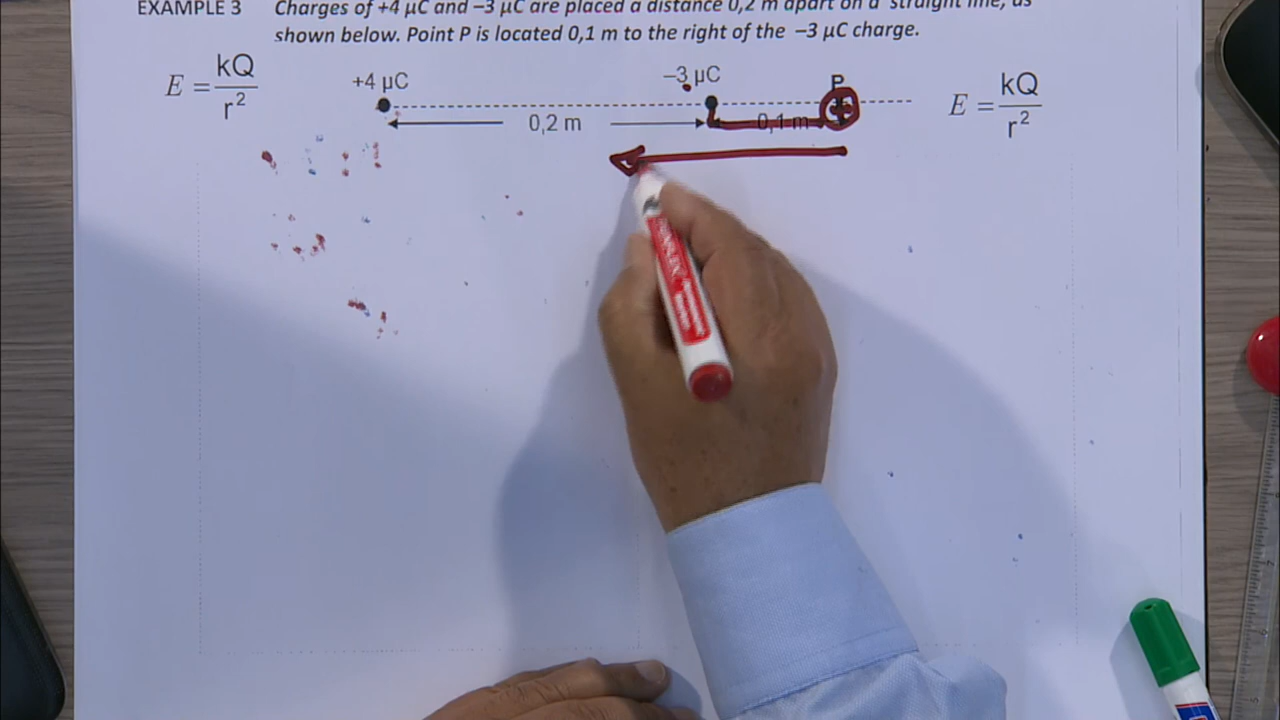 EXAMPLE 3 Charges of +4 µC and –3 µC are placed a distance 0,2 m apart on a straight line, as
shown below. Point P is located 0,1 m to the right of the –3 µC charge.
E = kQ / r²
+4 µC
–3 µC
P
E = kQ / r²
0,2 m
0,1 m